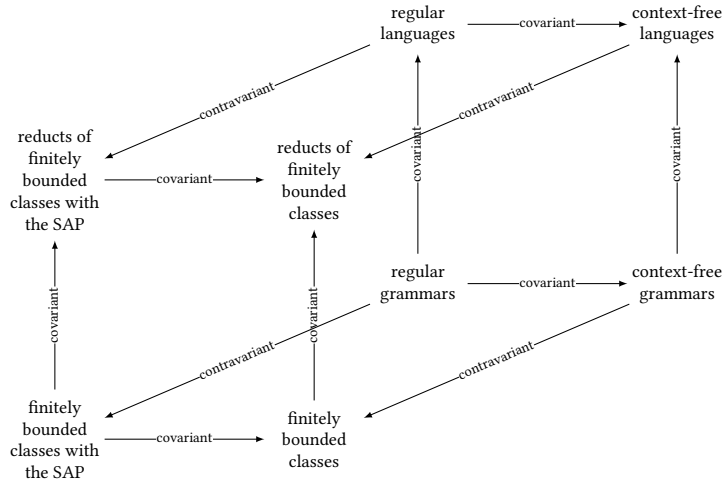 regular
languages
covariant
context-free
languages
contravariant
contravariant
reducts of
finitely
bounded
classes with
the SAP
covariant
reducts of
finitely
bounded
classes
covariant
covariant
regular
grammars
covariant
context-free
grammars
covariant
covariant
contravariant
contravariant
finitely
bounded
classes with
the SAP
covariant
finitely
bounded
classes